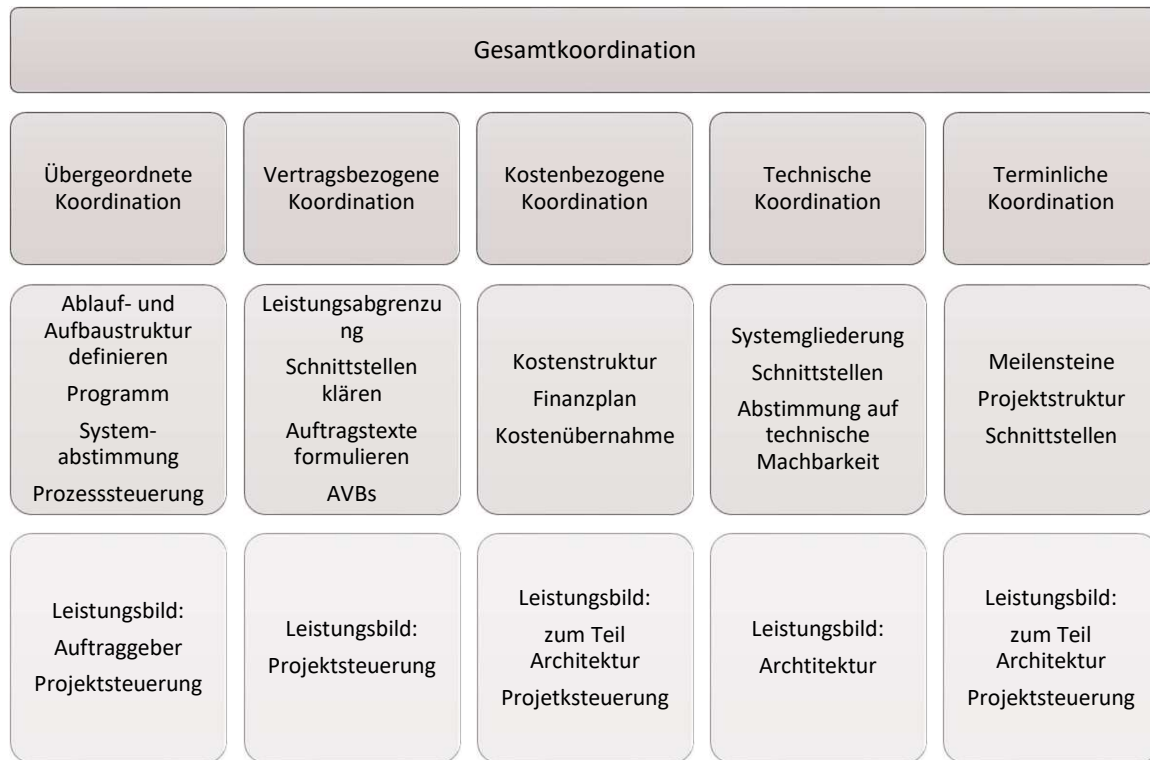 Gesamtkoordination
Übergeordnete
Koordination
Vertragsbezogene
Koordination
Kostenbezogene
Koordination
Technische
Koordination
Terminliche
Koordination
Ablauf- und
Aufbaustruktur
definieren
Programm
System-
abstimmung
Prozesssteuerung
Leistungsabgrenzu
ng
Schnittstellen
klären
Auftragstexte
formulieren
AVBs
Kostenstruktur
Finanzplan
Kostenübernahme
Systemgliederung
Schnittstellen
Abstimmung auf
technische
Machbarkeit
Meilensteine
Projektstruktur
Schnittstellen
Leistungsbild:
Auftraggeber
Projektsteuerung
Leistungsbild:
Projektsteuerung
Leistungsbild:
zum Teil
Architektur
Projetksteuerung
Leistungsbild:
Archtitektur
Leistungsbild:
zum Teil
Architektur
Projektsteuerung